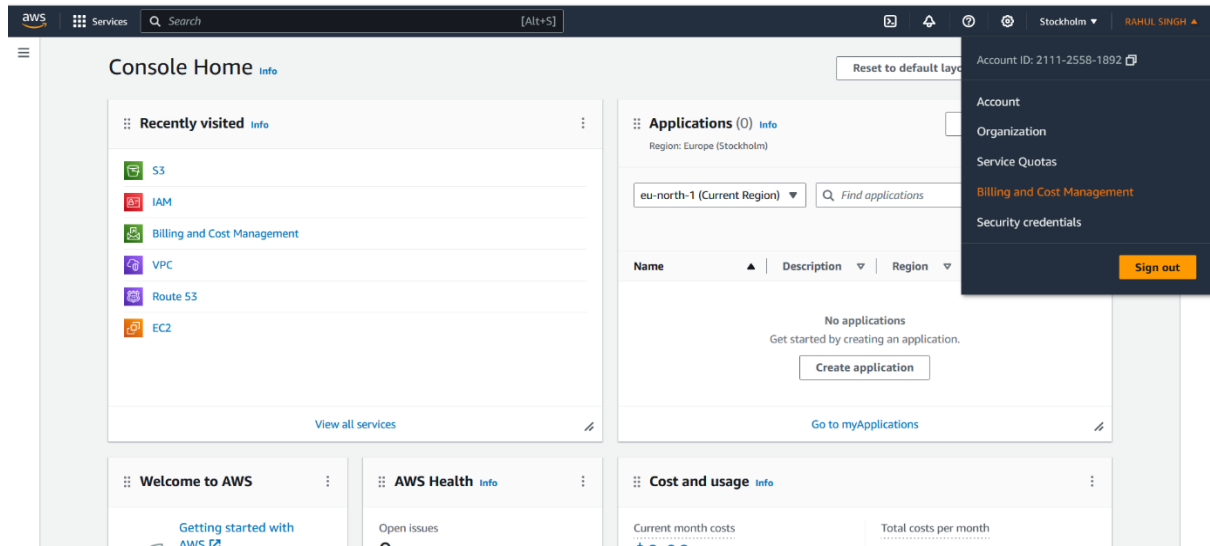 aws
Services
Search
[Alt+S]
Stockholm
RAHUL SINGH
Account ID: 2111-2558-1892
Account
Organization
Service Quotas
Billing and Cost Management
Security credentials
Sign out
Console Home Info
Reset to default layo
Recently visited Info
S3
IAM
Billing and Cost Management
VPC
Route 53
EC2
View all services
Applications (0) Info
Region: Europe (Stockholm)
eu-north-1 (Current Region)
Find applications
Name
Description
Region
No applications
Get started by creating an application.
Create application
Go to myApplications
Welcome to AWS
Getting started with
AWS
AWS Health Info
Open issues
Cost and usage Info
Current month costs
Total costs per month